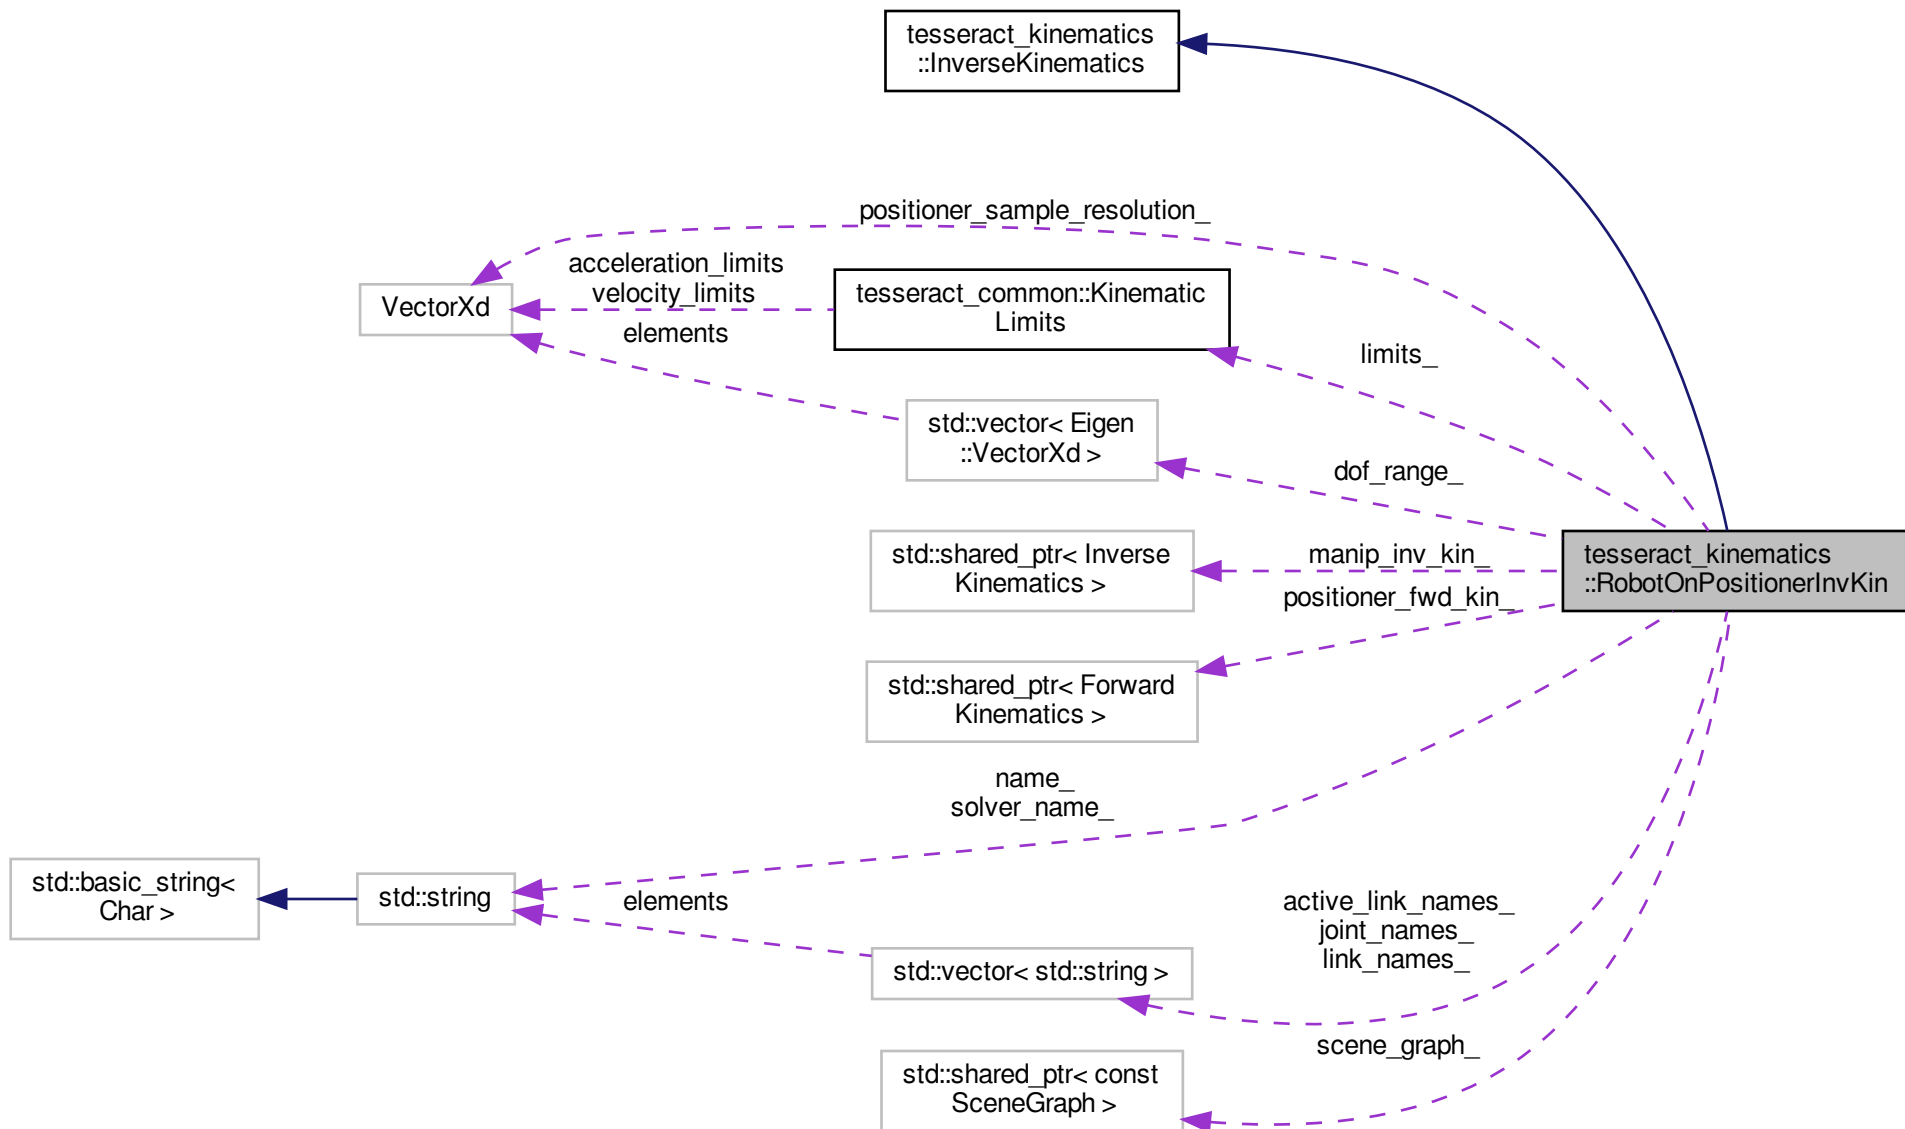 tesseract_kinematics
::InverseKinematics
positioner_sample_resolution_
acceleration_limits
velocity_limits
VectorXd
tesseract_common::Kinematic
Limits
elements
limits_
std::vector< Eigen
::VectorXd >
dof_range_
std::shared_ptr< Inverse
Kinematics >
manip_inv_kin_
tesseract_kinematics
::RobotOnPositionerInvKin
positioner_fwd_kin_
std::shared_ptr< Forward
Kinematics >
name_
solver_name_
std::basic_string<
Char >
std::string
elements
active_link_names_
joint_names_
link_names_
std::vector< std::string >
scene_graph_
std::shared_ptr< const
SceneGraph >